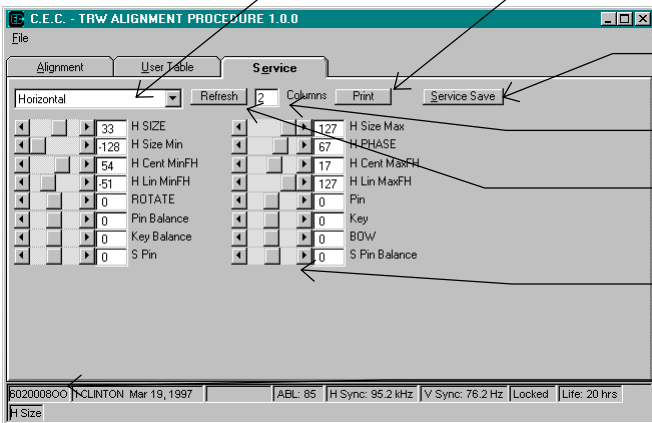 C.E.C. - TRW ALIGNMENT PROCEDURE 1.0.0
File
Alignment User Table Service
Horizontal Refresh 2 Columns Print Service Save
33 H SIZE 127 H Size Max
-128 H Size Min 67 H-PHASE
54 H Cent MinFH 17 H Cent MaxFH
-51 H Lin MinFH 127 H Lin MaxFH
0 ROTATE 0 Pin
0 Pin Balance 0 Key
0 Key Balance 0 BOW
0 S Pin 0 S Pin Balance
602000800 CLINTON Mar 19, 1997 ABL: 85 H Sync: 95.2 kHz V Sync: 76.2 Hz Locked Life: 20 hrs
H Size